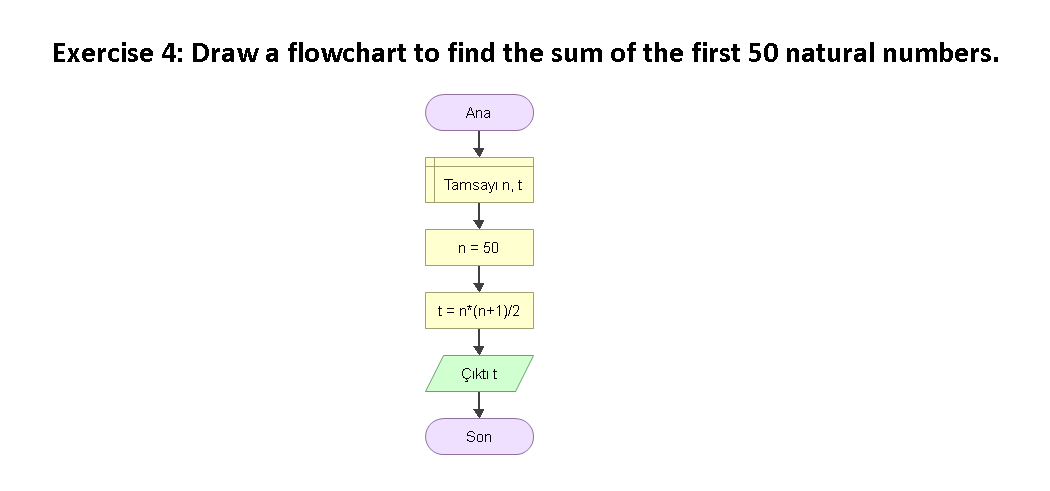 Exercise 4: Draw a flowchart to find the sum of the first 50 natural numbers.
Ana
Tamsayı n, t
n = 50
t = n*(n+1)/2
Çıktı t
Son